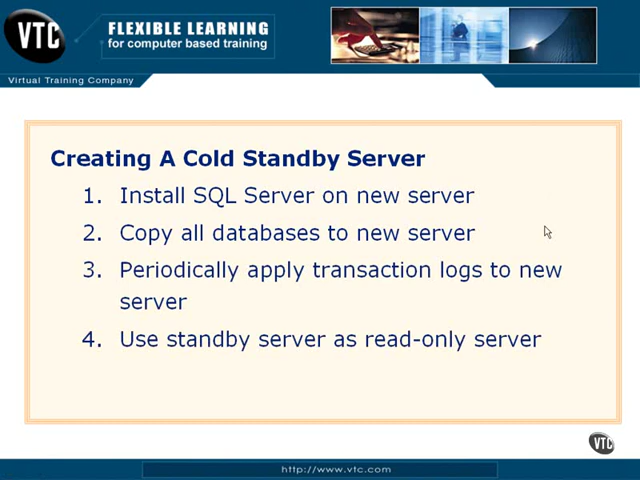 VTC
FLEXIBLE LEARNING
for computer based training
Virtual Training Company
Creating A Cold Standby Server
1. Install SQL Server on new server
2. Copy all databases to new server
3. Periodically apply transaction logs to new
server
4. Use standby server as read-only server
VTC
http://www.vtc.com